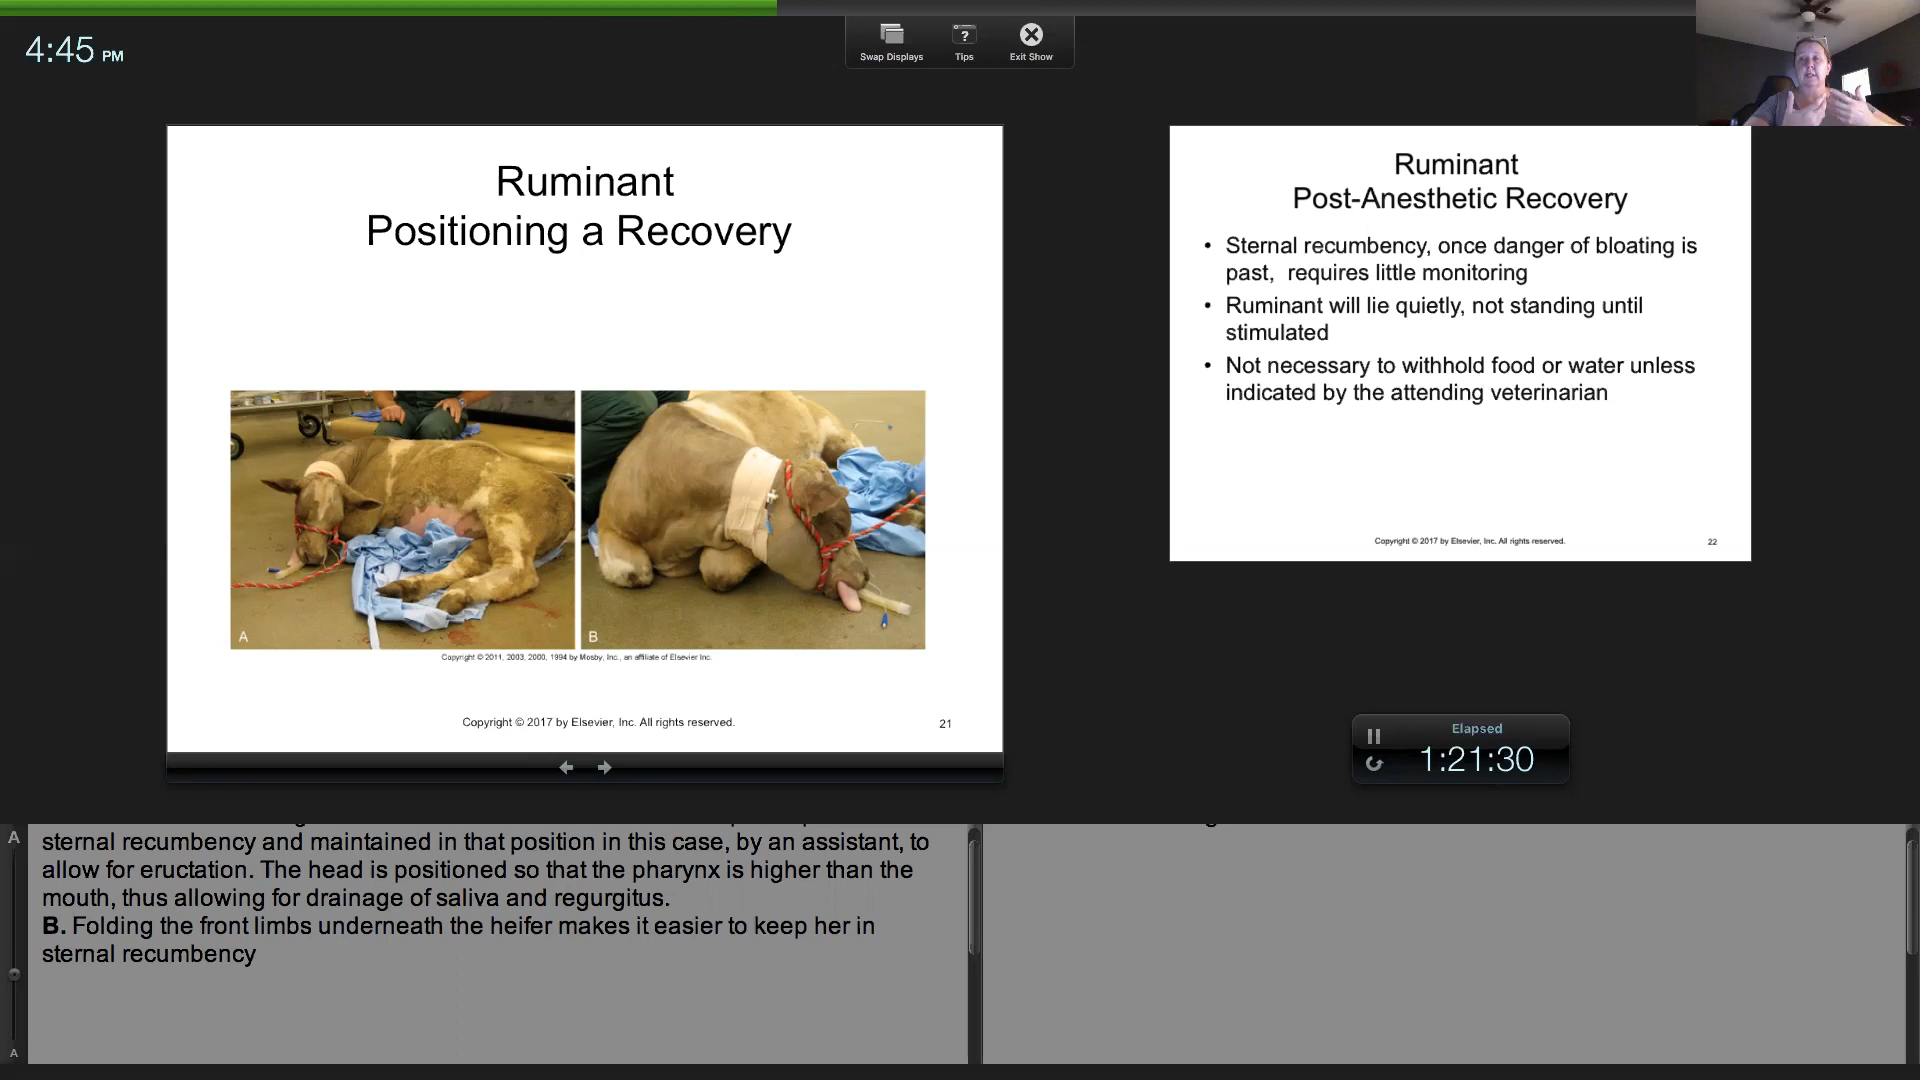 4:45 PM
Swap Displays
Tips
Exit Show
Ruminant
Positioning a Recovery
A
B
Copyright © 2011, 2003, 2000, 1994 by Mosby, Inc., an affiliate of Elsevier Inc.
Copyright © 2017 by Elsevier, Inc. All rights reserved.
21
Ruminant
Post-Anesthetic Recovery
• Sternal recumbency, once danger of bloating is
past, requires little monitoring
• Ruminant will lie quietly, not standing until
stimulated
• Not necessary to withhold food or water unless
indicated by the attending veterinarian
Copyright © 2017 by Elsevier, Inc. All rights reserved.
22
Elapsed
1:21:30
A
sternal recumbency and maintained in that position in this case, by an assistant, to
allow for eructation. The head is positioned so that the pharynx is higher than the
mouth, thus allowing for drainage of saliva and regurgitus.
B. Folding the front limbs underneath the heifer makes it easier to keep her in
sternal recumbency
A